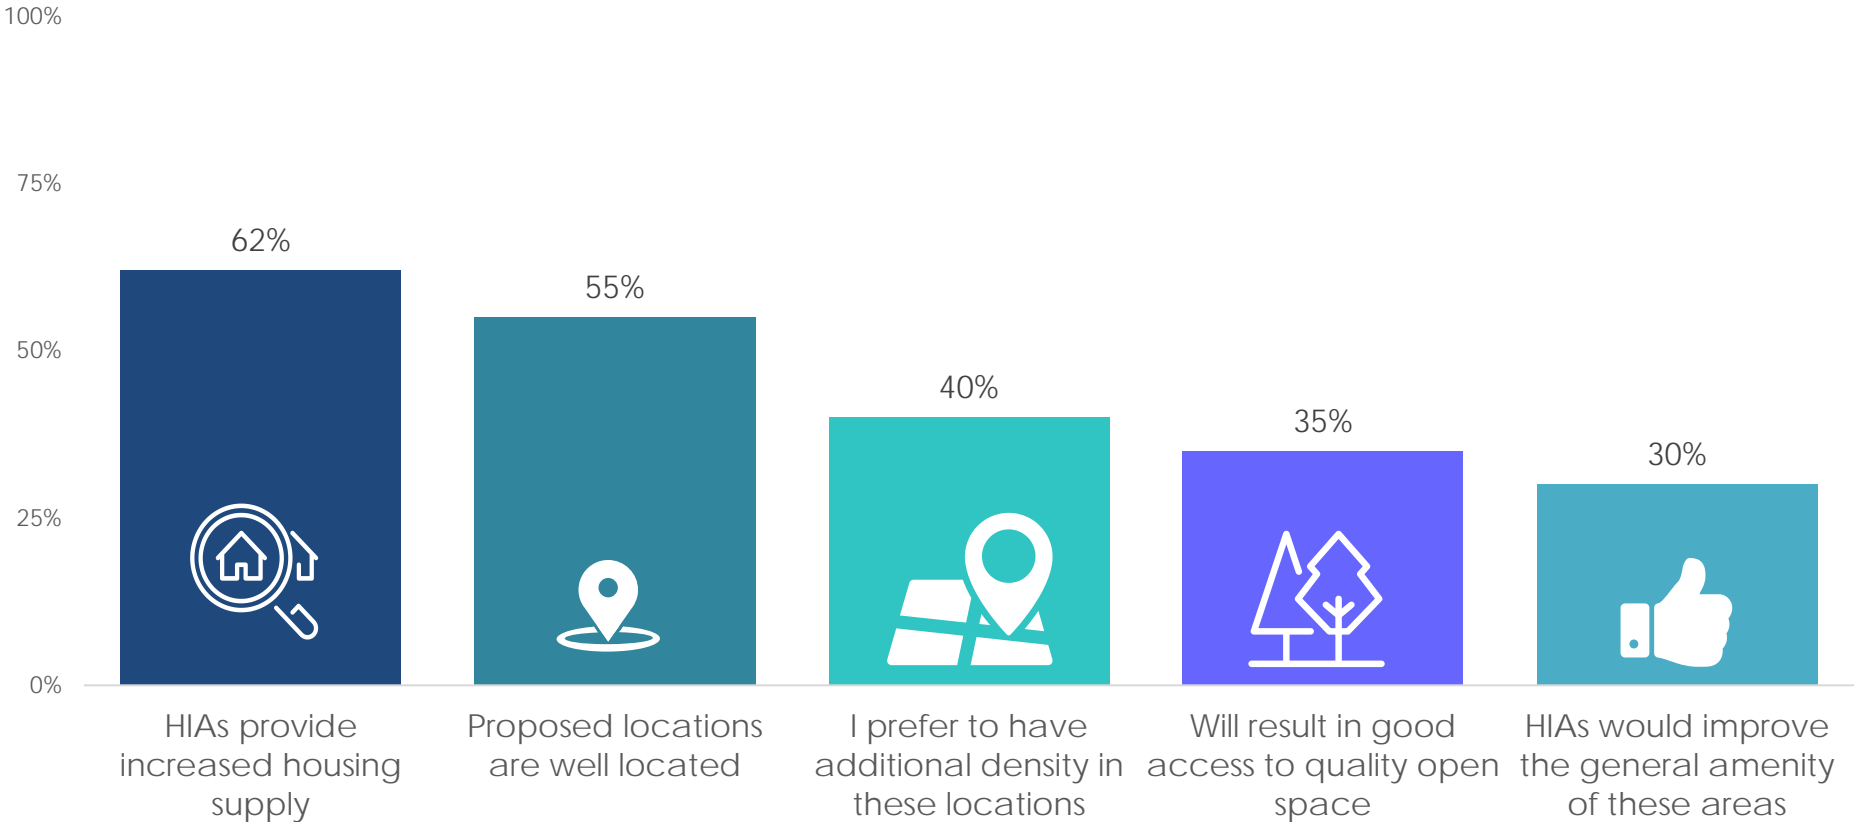 100%
75%
50%
25%
0%
62%
55%
40%
35%
30%
HIAs provide
increased housing
supply
Proposed locations
are well located
I prefer to have
additional density in
these locations
Will result in good
access to quality open
space
HIAs would improve
the general amenity
of these areas